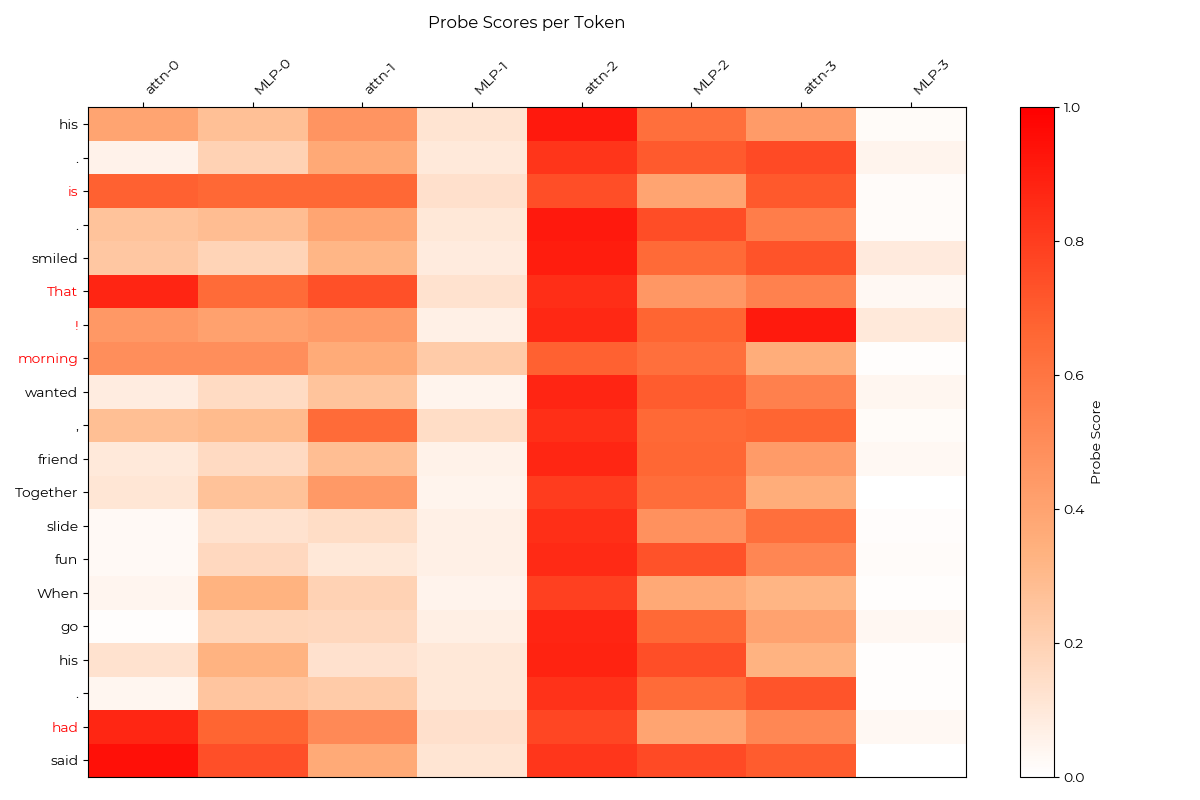 Probe Scores per Token
attn-0 MLP-0 attn-1 MLP-1 attn-2 MLP-2 attn-3 MLP-3
his
.
is
.
smiled
That
!
morning
wanted
,
friend
Together
slide
fun
When
go
his
.
had
said
1.0
0.8
0.6
0.4
0.2
0.0
Probe Score